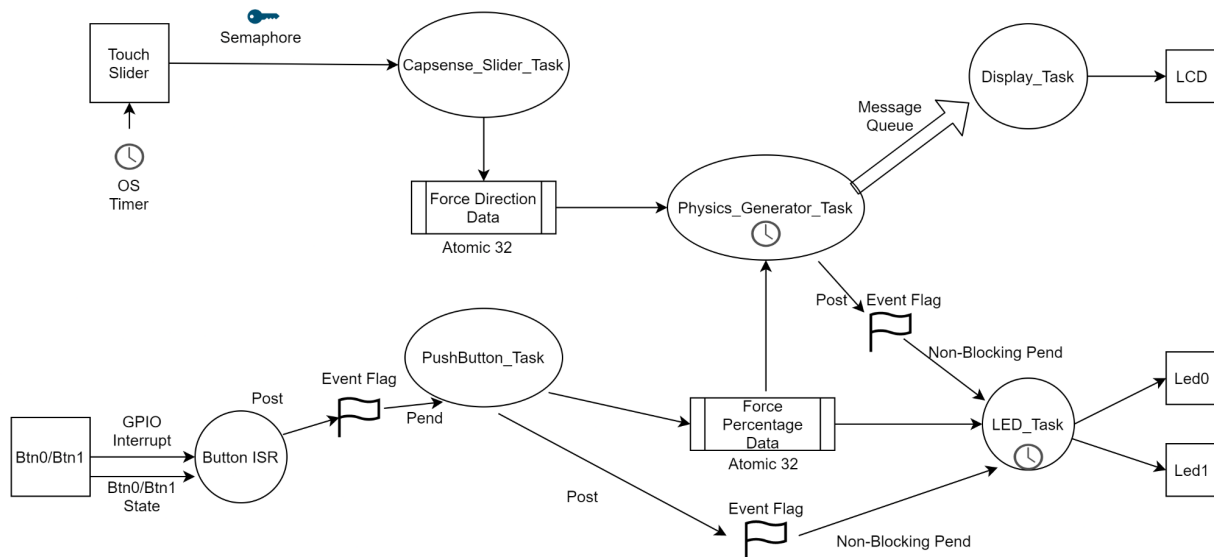 Semaphore
Touch
Slider
Capsense_Slider_Task
Display_Task
LCD
Message
Queue
OS
Timer
Force Direction
Data
Atomic 32
Physics_Generator_Task
Post
Event Flag
Non-Blocking Pend
PushButton_Task
Event Flag
Post
Pend
GPIO
Interrupt
Btn0/Btn1
Button ISR
Btn0/Btn1
State
Force
Percentage
Data
Atomic 32
LED_Task
Led0
Led1
Post
Event Flag
Non-Blocking Pend